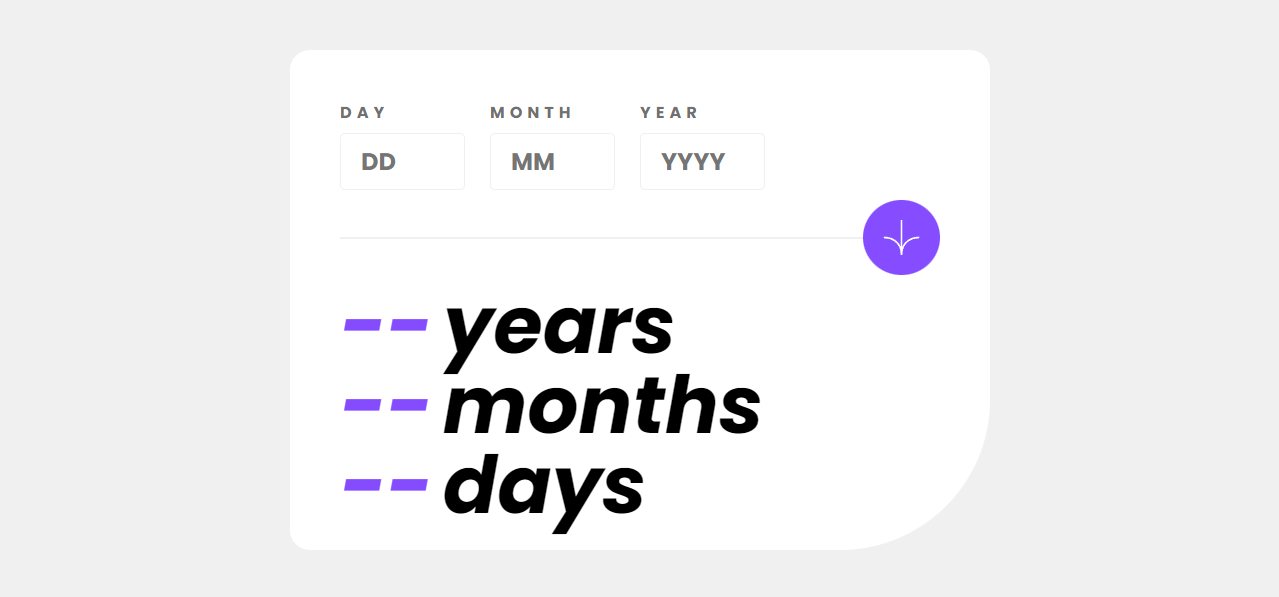 DAY MONTH YEAR
DD MM YYYY
-- years
-- months
-- days